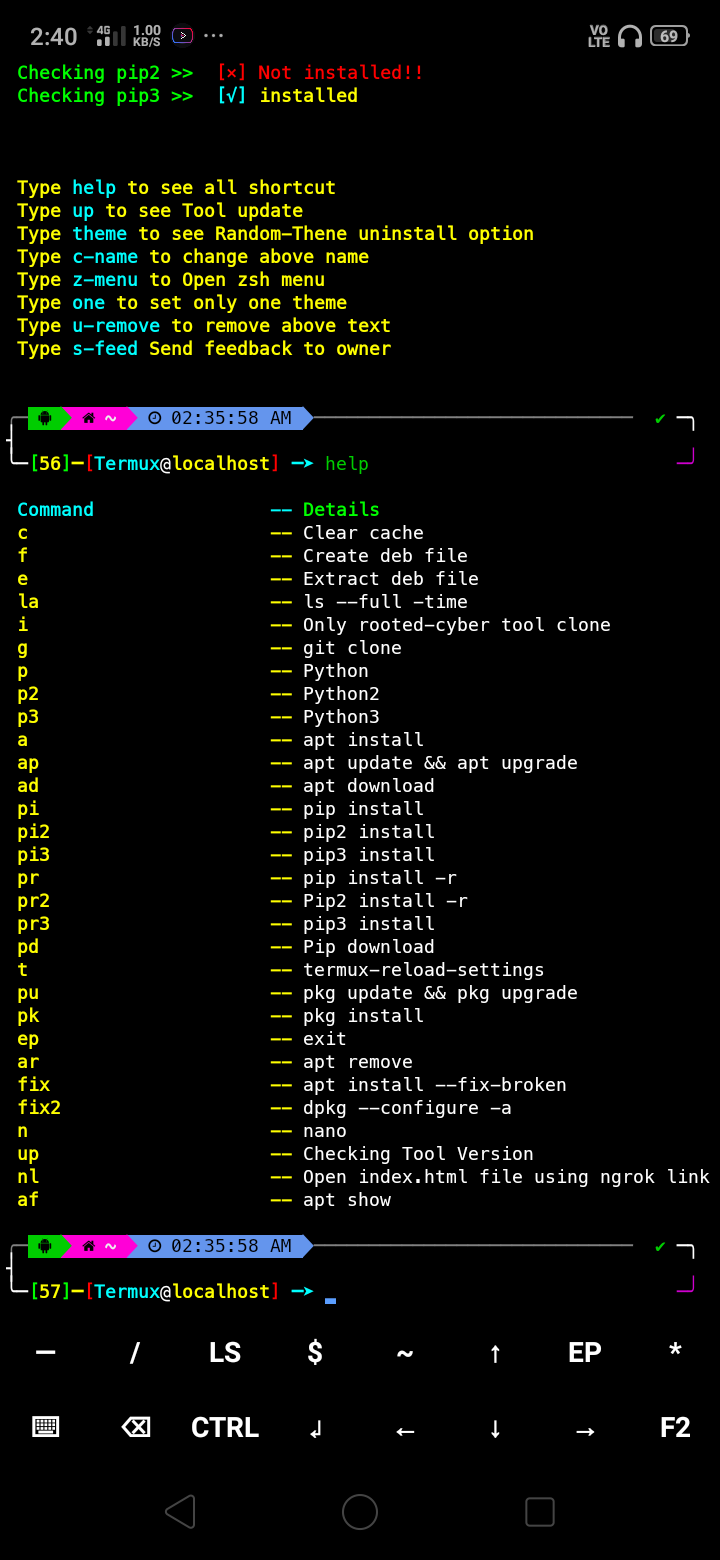 2:40 4G 1.00 KB/S ... VO LTE 69
Checking pip2 >> [×] Not installed!!
Checking pip3 >> [√] installed
Type help to see all shortcut
Type up to see Tool update
Type theme to see Random-Thene uninstall option
Type c-name to change above name
Type z-menu to Open zsh menu
Type one to set only one theme
Type u-remove to remove above text
Type s-feed Send feedback to owner
~ 02:35:58 AM ✔
[56]-[Termux@localhost] -➤ help
Command -- Details
c -- Clear cache
f -- Create deb file
e -- Extract deb file
la -- ls --full -time
i -- Only rooted-cyber tool clone
g -- git clone
p -- Python
p2 -- Python2
p3 -- Python3
a -- apt install
ap -- apt update && apt upgrade
ad -- apt download
pi -- pip install
pi2 -- pip2 install
pi3 -- pip3 install
pr -- pip install -r
pr2 -- Pip2 install -r
pr3 -- pip3 install
pd -- Pip download
t -- termux-reload-settings
pu -- pkg update && pkg upgrade
pk -- pkg install
ep -- exit
ar -- apt remove
fix -- apt install --fix-broken
fix2 -- dpkg --configure -a
n -- nano
up -- Checking Tool Version
nl -- Open index.html file using ngrok link
af -- apt show
~ 02:35:58 AM ✔
[57]-[Termux@localhost] -➤
— / LS $ ~ ↑ EP *
⌨ ⌫ CTRL ↲ ← ↓ → F2